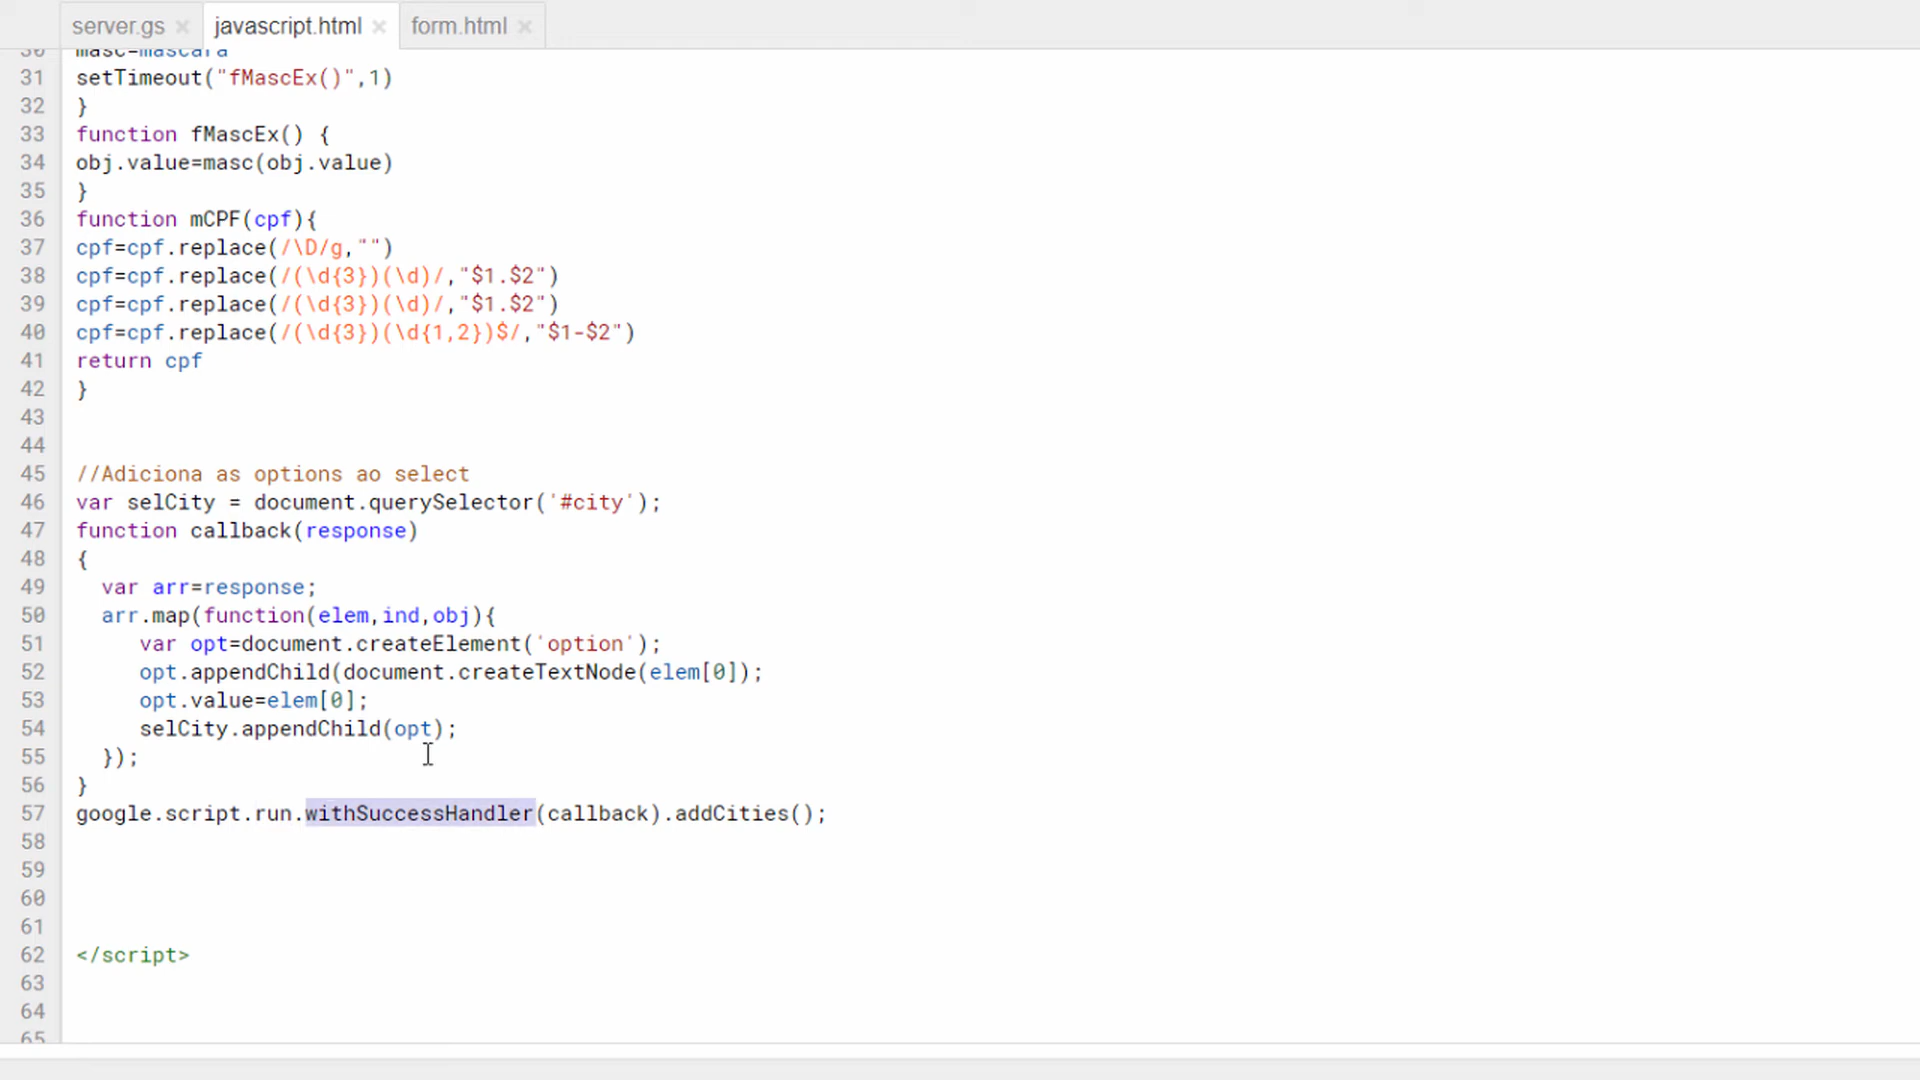 server.gs × javascript.html × form.html ×
30 masc=mascara
31 setTimeout("fMascEx()",1)
32 }
33 function fMascEx() {
34 obj.value=masc(obj.value)
35 }
36 function mCPF(cpf){
37 cpf=cpf.replace(/\D/g,"")
38 cpf=cpf.replace(/(\d{3})(\d)/,"$1.$2")
39 cpf=cpf.replace(/(\d{3})(\d)/,"$1.$2")
40 cpf=cpf.replace(/(\d{3})(\d{1,2})$/,"$1-$2")
41 return cpf
42 }
43
44
45 //Adiciona as options ao select
46 var selCity = document.querySelector('#city');
47 function callback(response)
48 {
49 var arr=response;
50 arr.map(function(elem,ind,obj){
51 var opt=document.createElement('option');
52 opt.appendChild(document.createTextNode(elem[0]);
53 opt.value=elem[0];
54 selCity.appendChild(opt);
55 });
56 }
57 google.script.run.withSuccessHandler(callback).addCities();
58
59
60
61
62 </script>
63
64
65